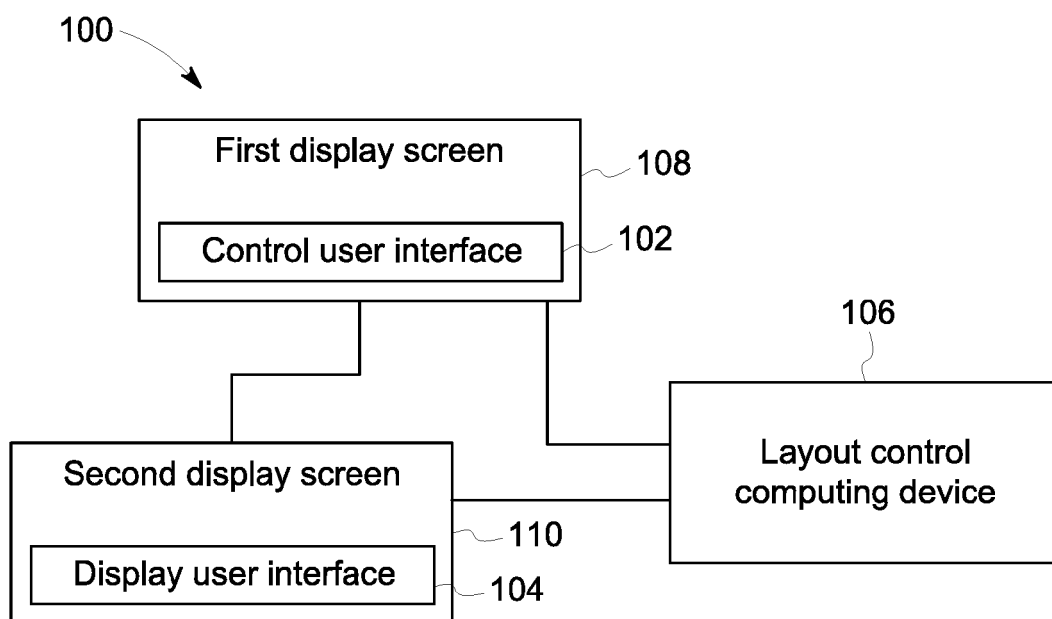 100
First display screen
108
Control user interface
102
106
Layout control
computing device
Second display screen
110
Display user interface
104